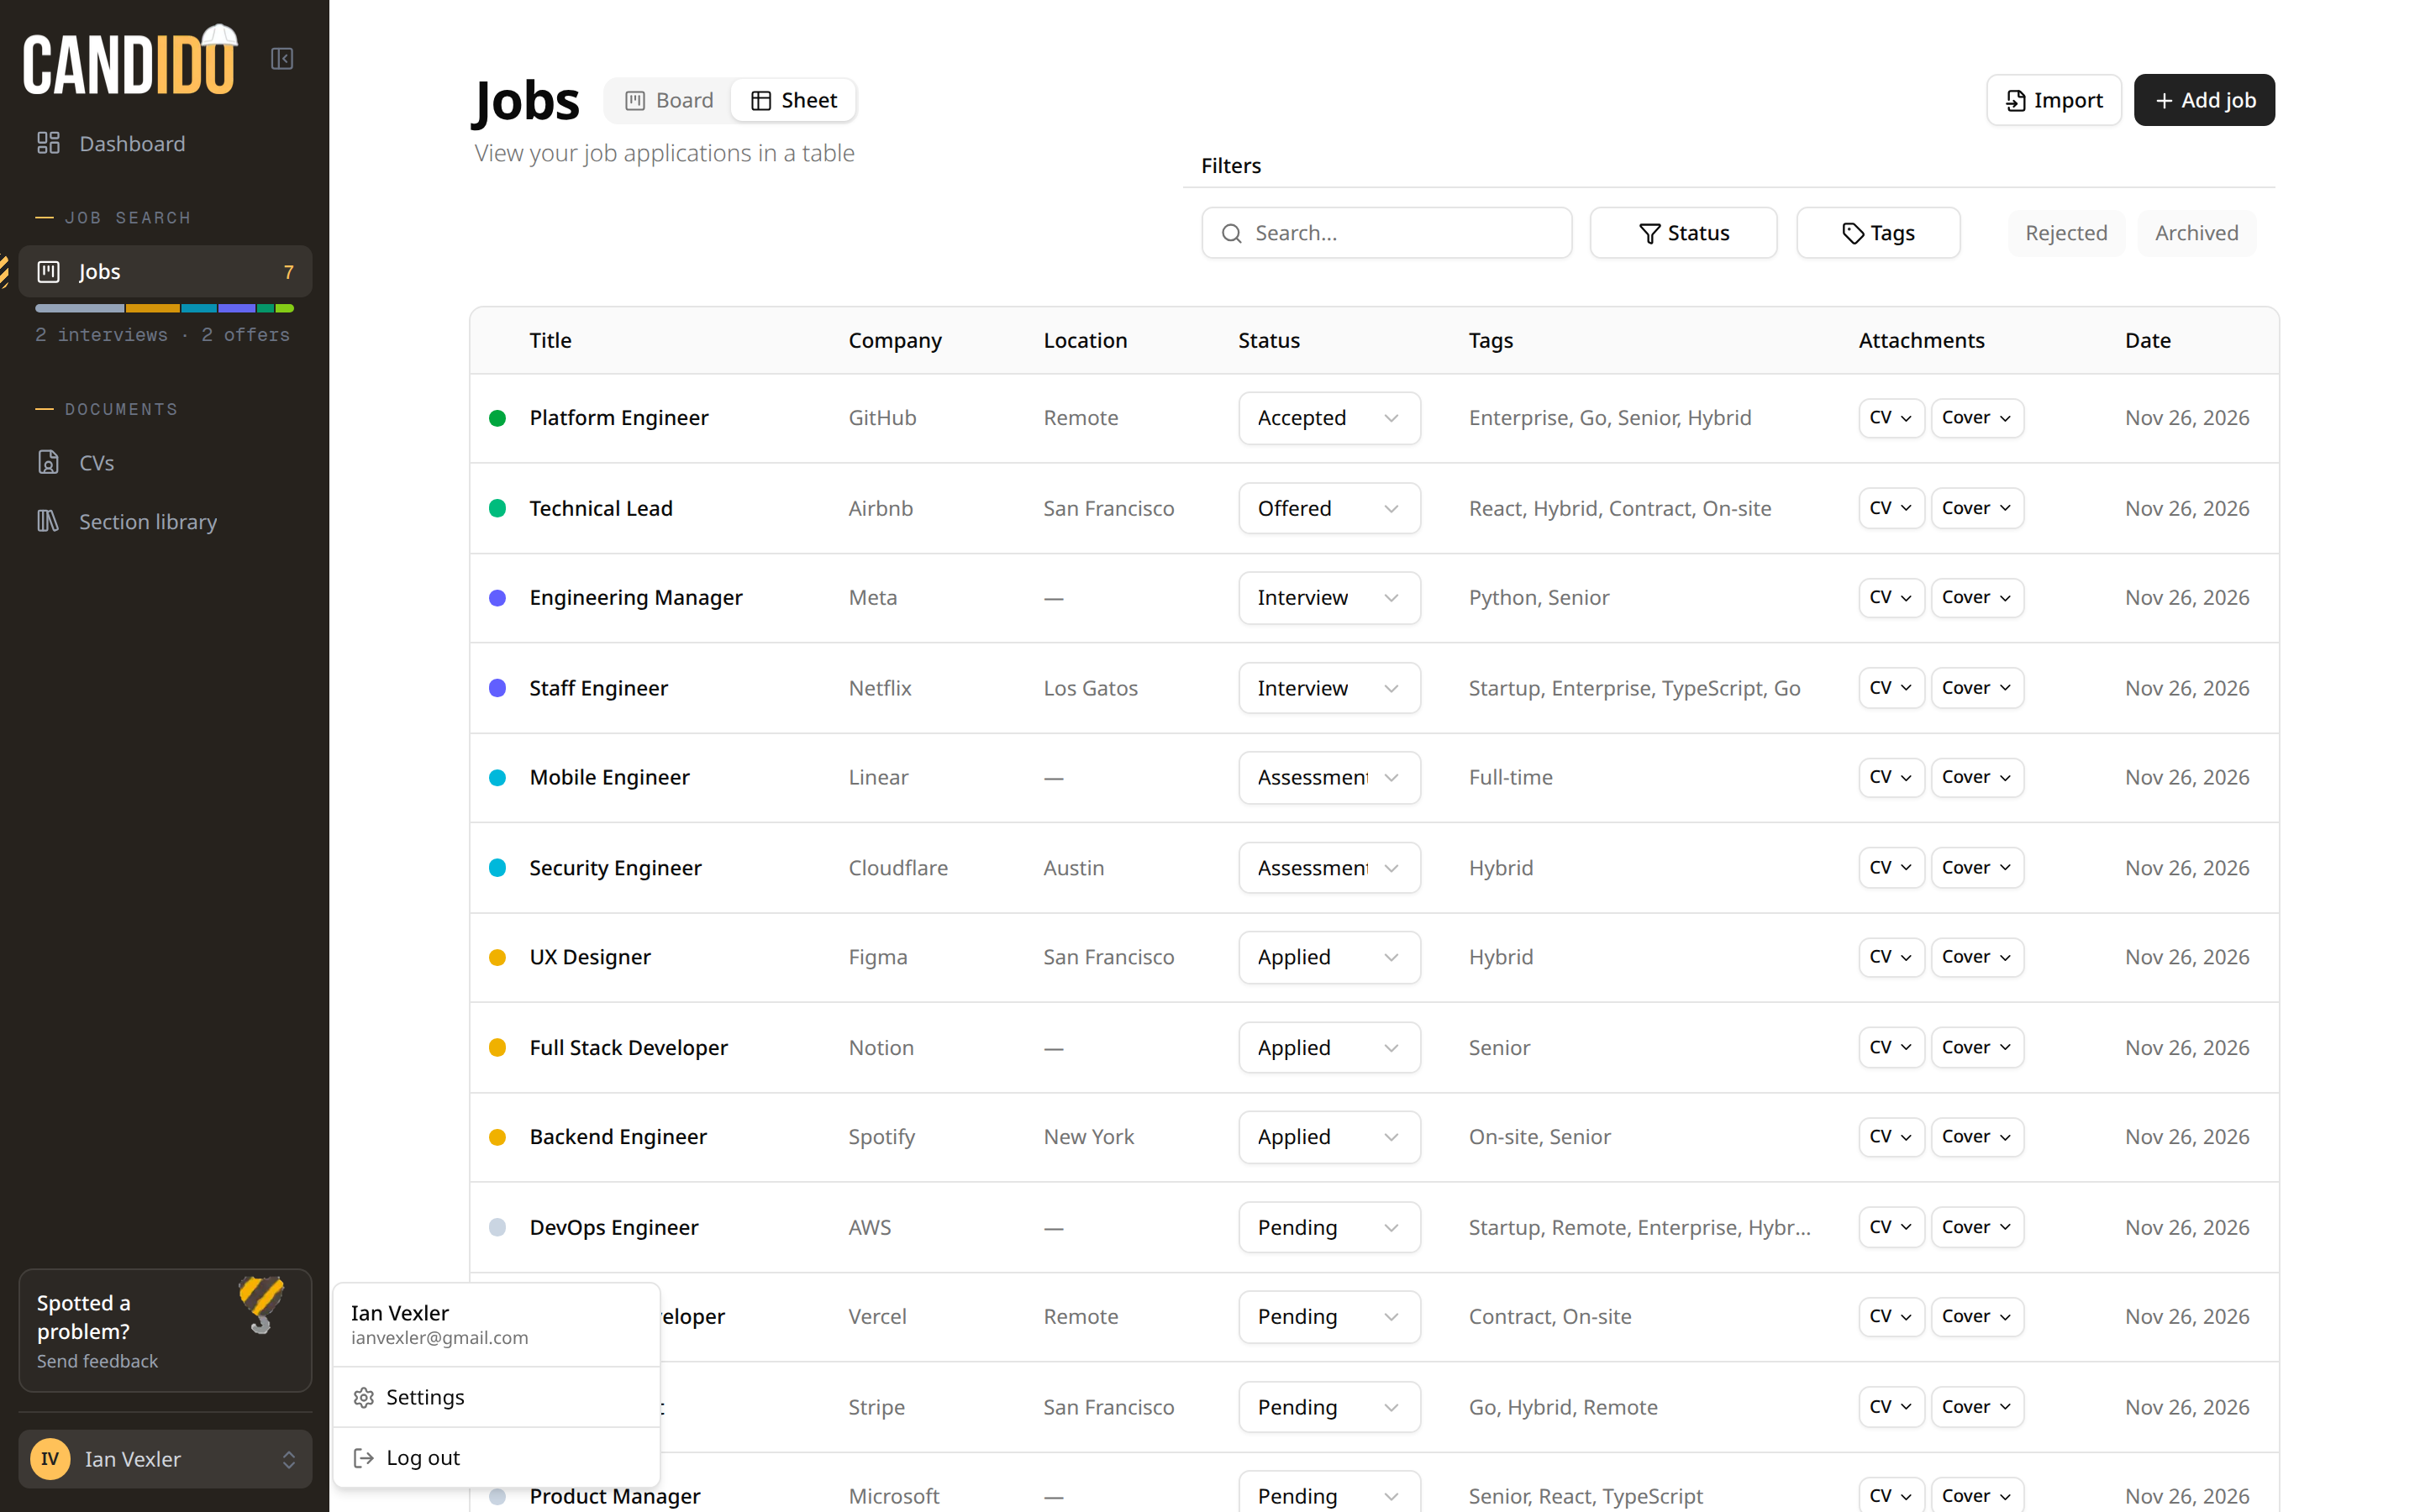 CANDIDO
Dashboard
JOB SEARCH
Jobs 7
2 interviews · 2 offers
DOCUMENTS
CVs
Section library
Spotted a
problem?
Send feedback
IV Ian Vexler
Ian Vexler
ianvexler@gmail.com
Settings
Log out
Jobs Board Sheet
View your job applications in a table
Import + Add job
Filters
Search... Status Tags Rejected Archived
Title Company Location Status Tags Attachments Date
Platform Engineer GitHub Remote Accepted Enterprise, Go, Senior, Hybrid CV Cover Nov 26, 2026
Technical Lead Airbnb San Francisco Offered React, Hybrid, Contract, On-site CV Cover Nov 26, 2026
Engineering Manager Meta — Interview Python, Senior CV Cover Nov 26, 2026
Staff Engineer Netflix Los Gatos Interview Startup, Enterprise, TypeScript, Go CV Cover Nov 26, 2026
Mobile Engineer Linear — Assessment Full-time CV Cover Nov 26, 2026
Security Engineer Cloudflare Austin Assessment Hybrid CV Cover Nov 26, 2026
UX Designer Figma San Francisco Applied Hybrid CV Cover Nov 26, 2026
Full Stack Developer Notion — Applied Senior CV Cover Nov 26, 2026
Backend Engineer Spotify New York Applied On-site, Senior CV Cover Nov 26, 2026
DevOps Engineer AWS — Pending Startup, Remote, Enterprise, Hybr... CV Cover Nov 26, 2026
eloper Vercel Remote Pending Contract, On-site CV Cover Nov 26, 2026
Stripe San Francisco Pending Go, Hybrid, Remote CV Cover Nov 26, 2026
Product Manager Microsoft — Pending Senior, React, TypeScript CV Cover Nov 26, 2026